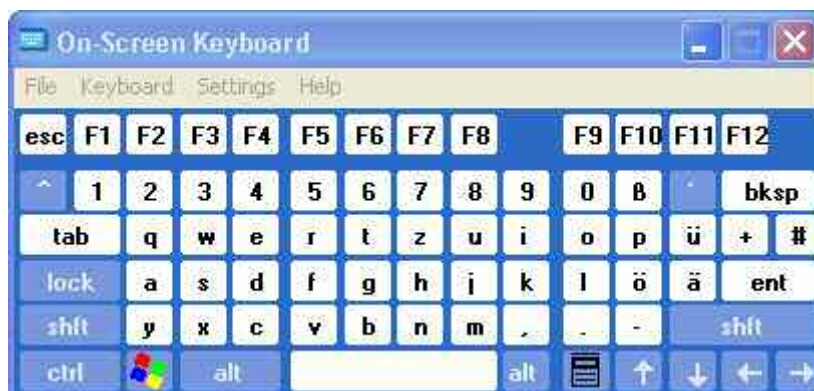 On-Screen Keyboard
File Keyboard Settings Help
esc F1 F2 F3 F4 F5 F6 F7 F8 F9 F10 F11 F12
^ 1 2 3 4 5 6 7 8 9 0 ß ´ bksp
tab q w e r t z u i o p ü + #
lock a s d f g h j k l ö ä ent
shft y x c v b n m , . - shft
ctrl alt alt ↑ ↓ ← →